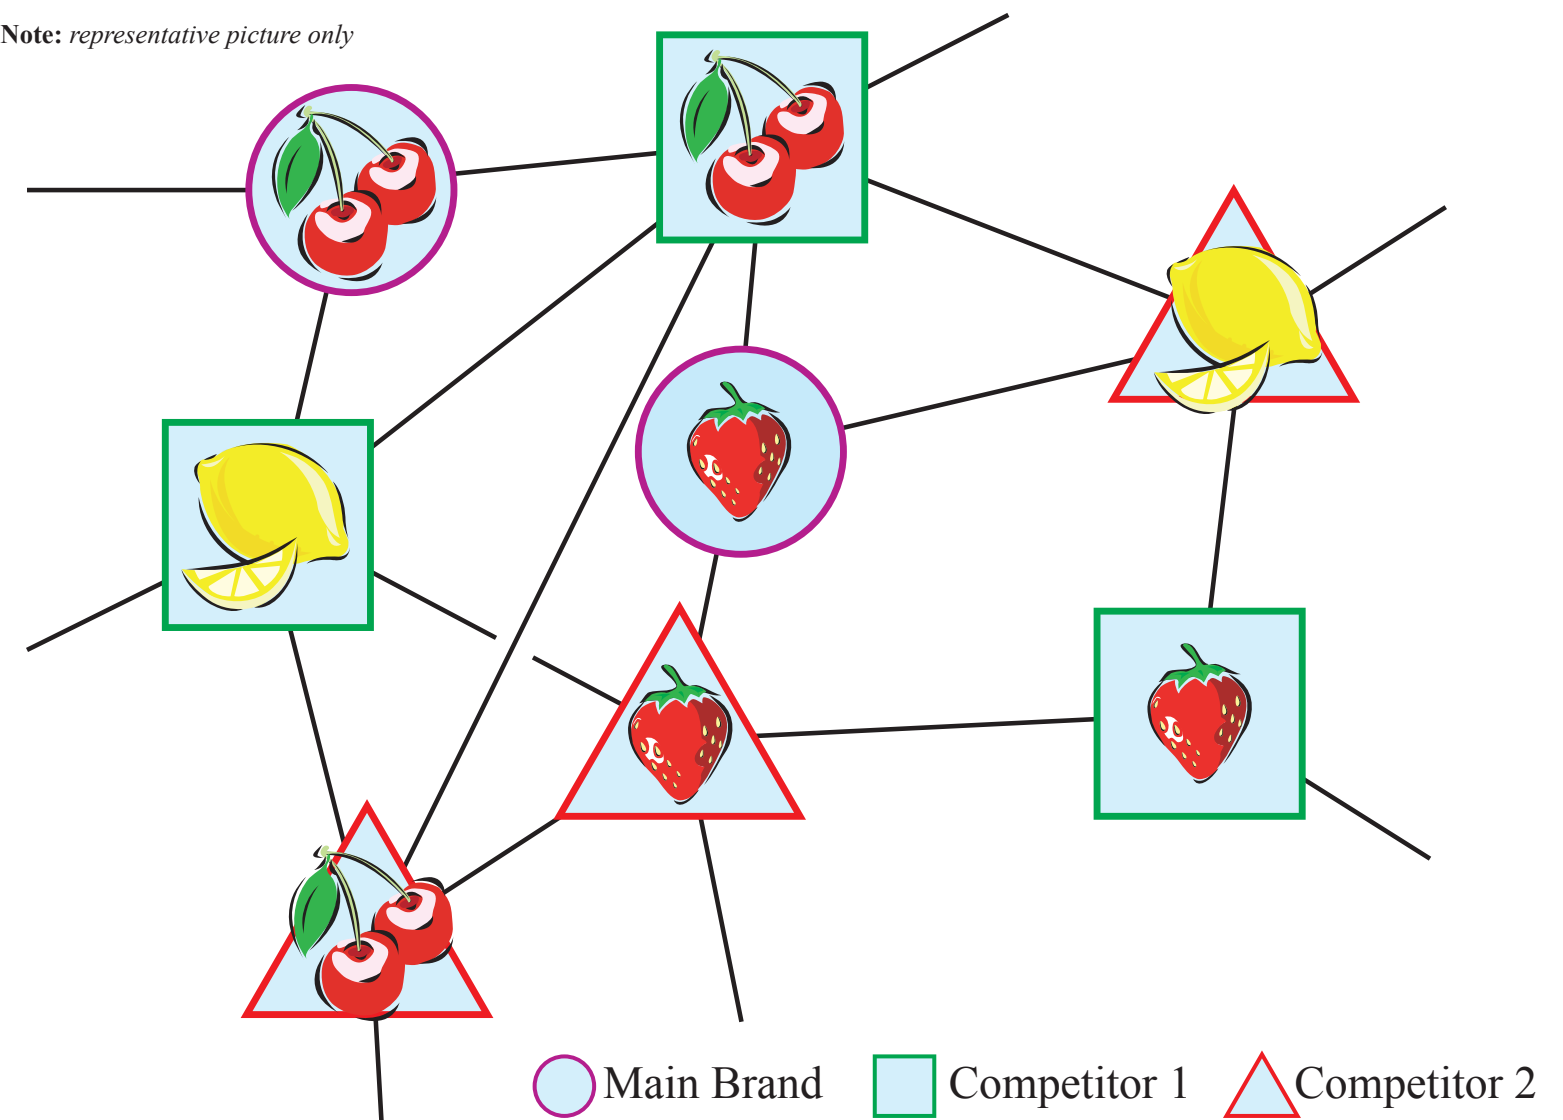 Note: representative picture only
Main Brand
Competitor 1
Competitor 2